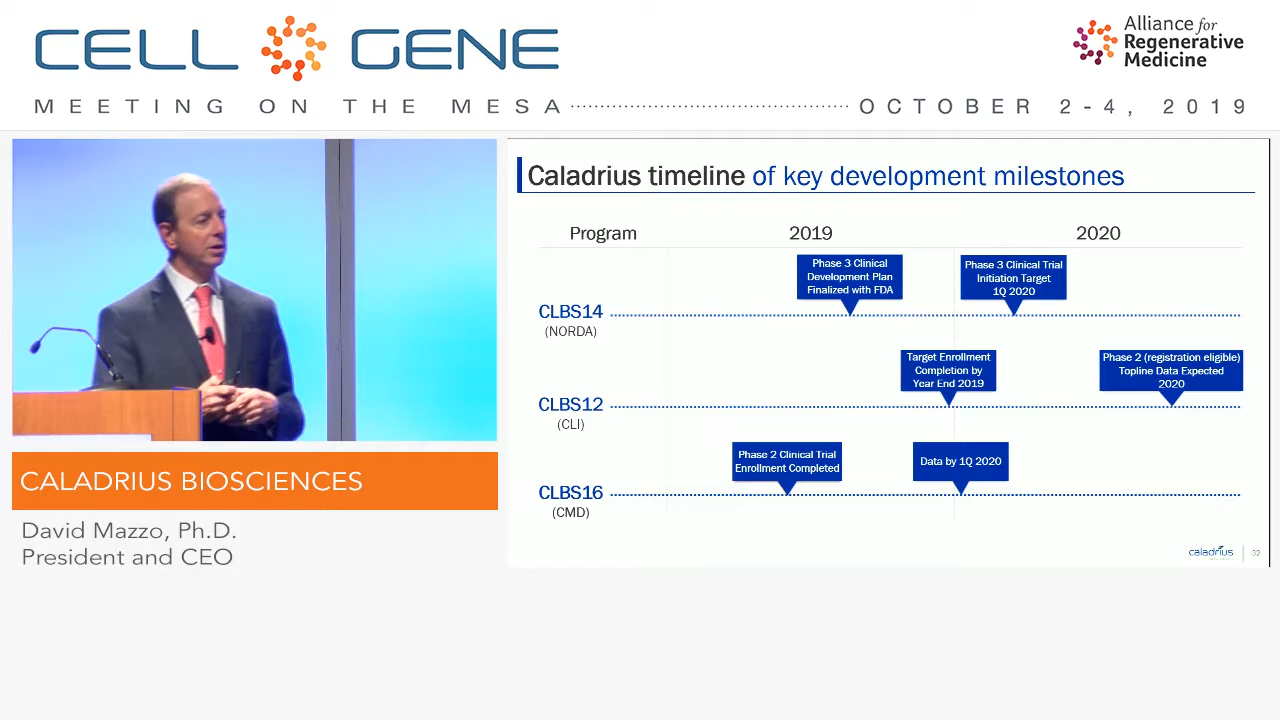 CELL GENE
Alliance for
Regenerative
Medicine
MEETING ON THE MESA
OCTOBER 2-4, 2019
Caladrius timeline of key development milestones
Program 2019 2020
Phase 3 Clinical
Development Plan
Finalized with FDA
Phase 3 Clinical Trial
Initiation Target
1Q 2020
CLBS14
(NORDA)
Target Enrollment
Completion by
Year End 2019
Phase 2 (registration eligible)
Topline Data Expected
2020
CLBS12
(CLI)
Phase 2 Clinical Trial
Enrollment Completed
Data by 1Q 2020
CLBS16
(CMD)
caladrius
32
CALADRIUS BIOSCIENCES
David Mazzo, Ph.D.
President and CEO